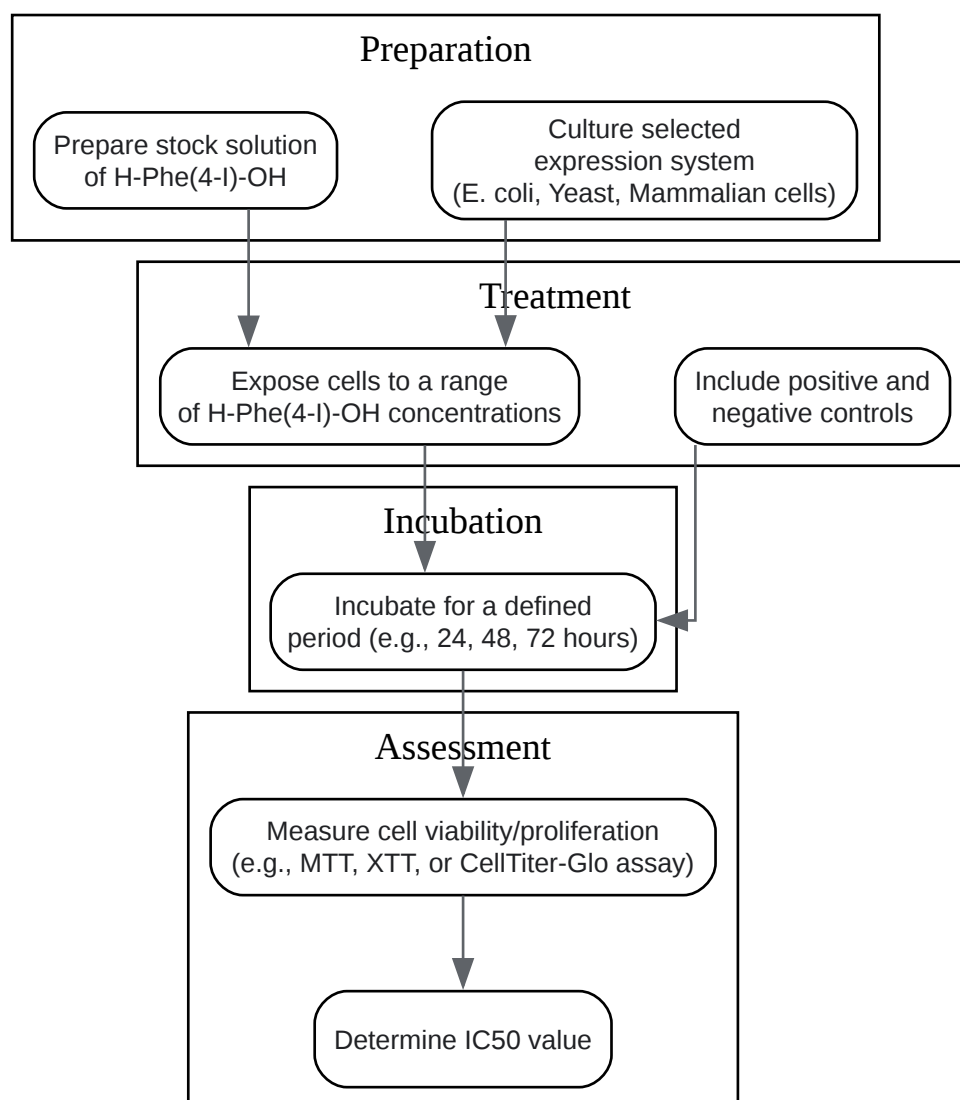 Preparation
Prepare stock solution
of H-Phe(4-I)-OH
Culture selected
expression system
(E. coli, Yeast, Mammalian cells)
Treatment
Expose cells to a range
of H-Phe(4-I)-OH concentrations
Include positive and
negative controls
Incubation
Incubate for a defined
period (e.g., 24, 48, 72 hours)
Assessment
Measure cell viability/proliferation
(e.g., MTT, XTT, or CellTiter-Glo assay)
Determine IC50 value